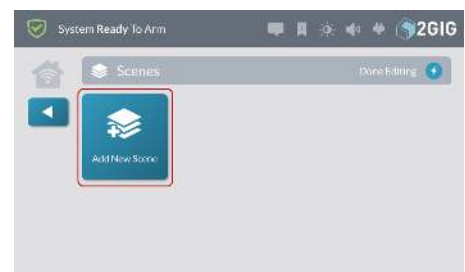 System Ready To Arm
2GIG
Scenes
Done Editing
Add New Scene